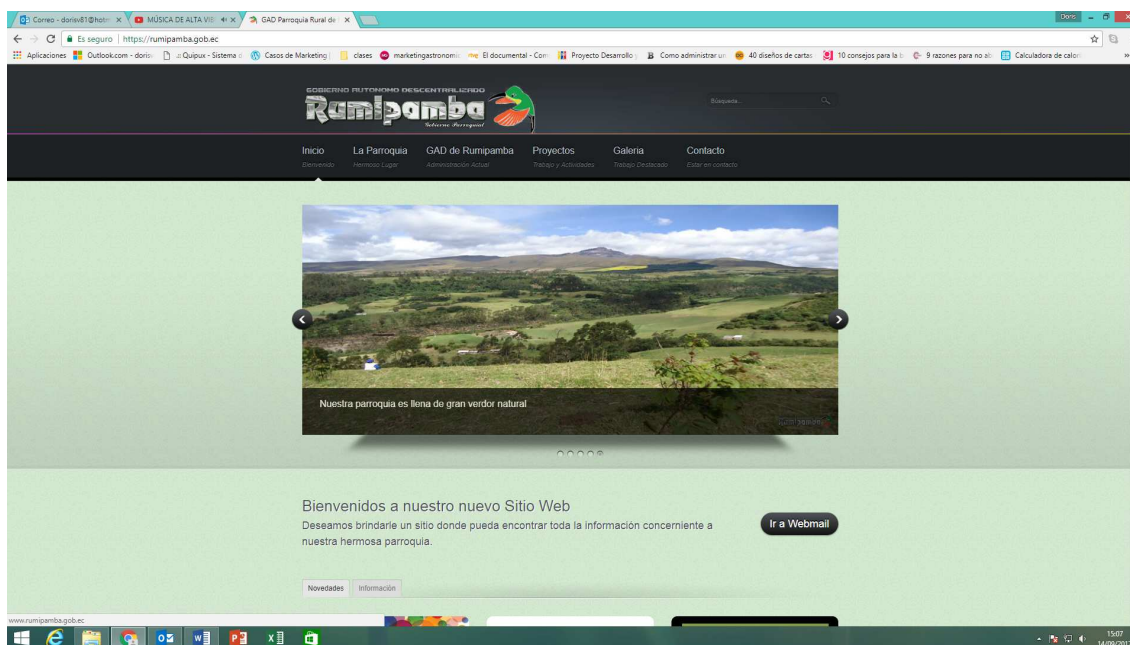 Correo - dorisv81@hotm
MÚSICA DE ALTA VIB
GAD Parroquia Rural de
Doris
Es seguro | https://rumipamba.gob.ec
Aplicaciones
Outlook.com - doris
Quipux - Sistema
Casos de Marketing
clases
marketingastronomic
El documental - Com
Proyecto Desarrollo y
Como administrar un
40 diseños de cartas
10 consejos para la
9 razones para no ab
Calculadora de calor
GOBIERNO AUTONOMO DESCENTRALIZADO
Rumipamba
Gobierno Parroquial
Búsqueda...
Inicio La Parroquia GAD de Rumipamba Proyectos Galeria Contacto
Bienvenido Hermoso Lugar Administración Actual Trabajo y Actividades Trabajo Destacado Estar en contacto
Nuestra parroquia es llena de gran verdor natural
Bienvenidos a nuestro nuevo Sitio Web
Deseamos brindarle un sitio donde pueda encontrar toda la información concerniente a
nuestra hermosa parroquia.
Ir a Webmail
Novedades Información
www.rumipamba.gob.ec
15:07
14/09/2017